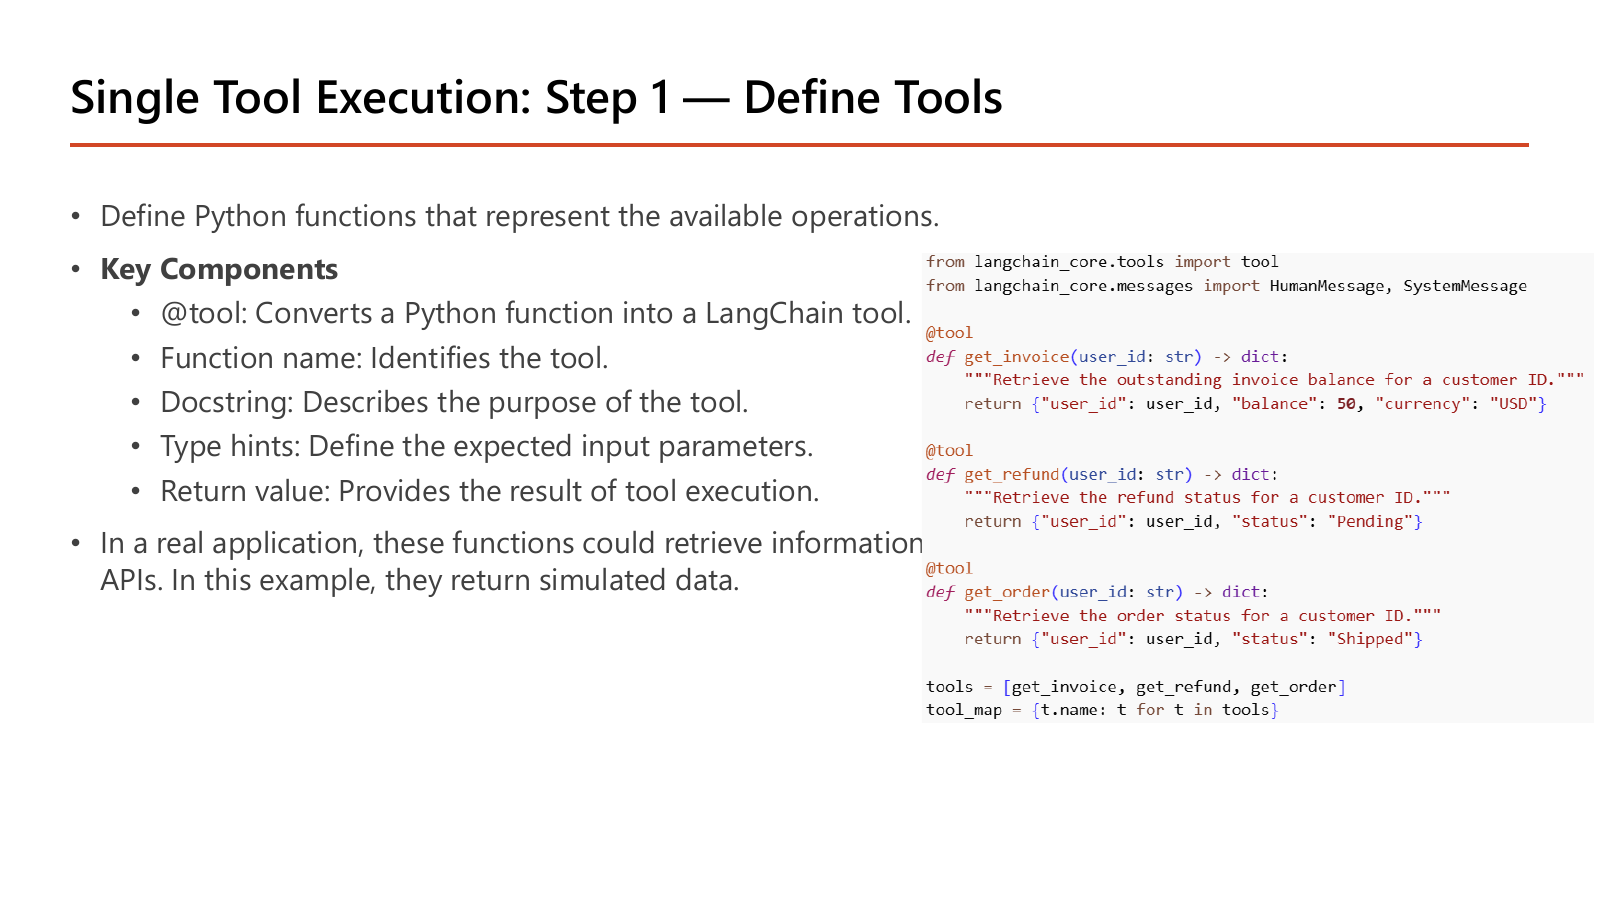 Single Tool Execution: Step 1 — Define Tools
• Define Python functions that represent the available operations.
• Key Components
• @tool: Converts a Python function into a LangChain tool.
• Function name: Identifies the tool.
• Docstring: Describes the purpose of the tool.
• Type hints: Define the expected input parameters.
• Return value: Provides the result of tool execution.
• In a real application, these functions could retrieve information
APIs. In this example, they return simulated data.
from langchain_core.tools import tool
from langchain_core.messages import HumanMessage, SystemMessage
@tool
def get_invoice(user_id: str) -> dict:
    """Retrieve the outstanding invoice balance for a customer ID."""
    return {"user_id": user_id, "balance": 50, "currency": "USD"}
@tool
def get_refund(user_id: str) -> dict:
    """Retrieve the refund status for a customer ID."""
    return {"user_id": user_id, "status": "Pending"}
@tool
def get_order(user_id: str) -> dict:
    """Retrieve the order status for a customer ID."""
    return {"user_id": user_id, "status": "Shipped"}
tools = [get_invoice, get_refund, get_order]
tool_map = {t.name: t for t in tools}